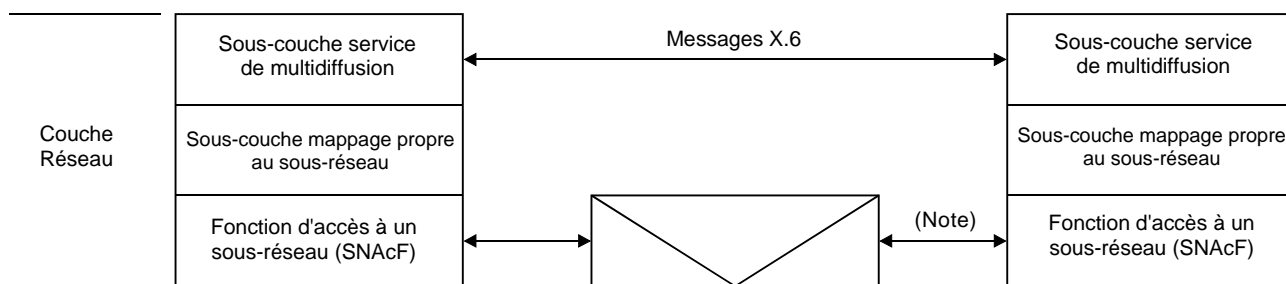 Sous-couche service
de multidiffusion
Messages X.6
Sous-couche service
de multidiffusion
Couche
Réseau
Sous-couche mappage propre
au sous-réseau
Sous-couche mappage propre
au sous-réseau
Fonction d'accès à un
sous-réseau (SNAcF)
(Note)
Fonction d'accès à un
sous-réseau (SNAcF)